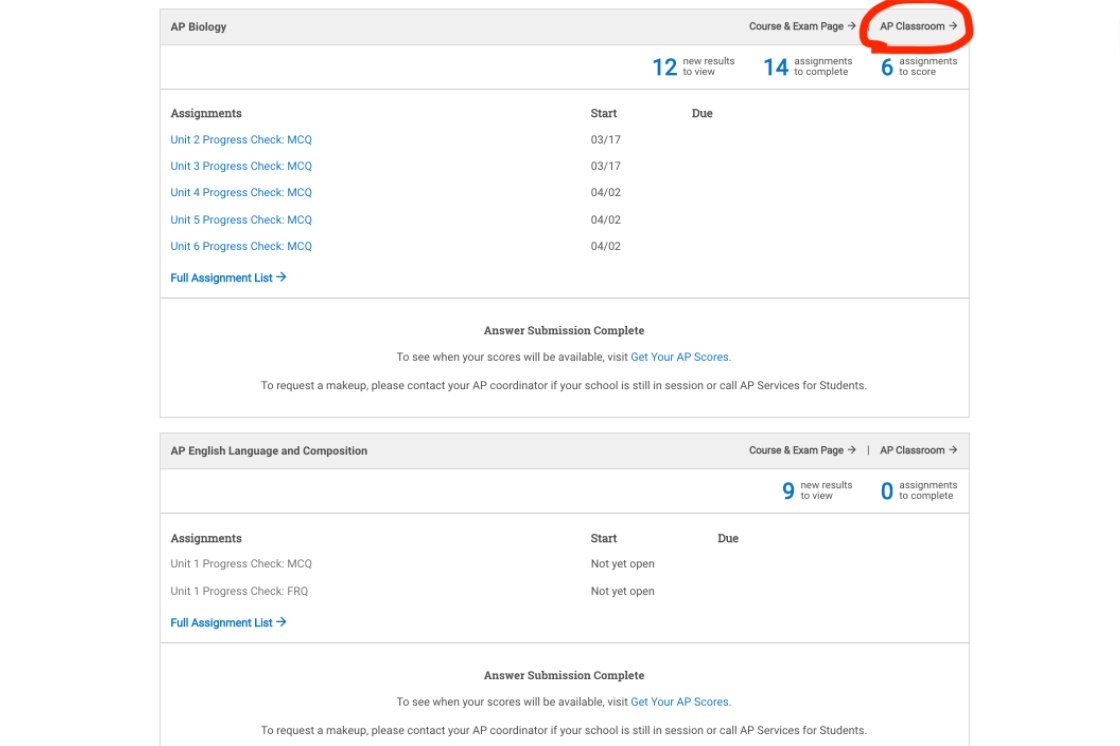 AP Biology Course & Exam Page → | AP Classroom →
12 new results to view 14 assignments to complete 6 assignments to score
Assignments Start Due
Unit 2 Progress Check: MCQ 03/17
Unit 3 Progress Check: MCQ 03/17
Unit 4 Progress Check: MCQ 04/02
Unit 5 Progress Check: MCQ 04/02
Unit 6 Progress Check: MCQ 04/02
Full Assignment List →
Answer Submission Complete
To see when your scores will be available, visit Get Your AP Scores.
To request a makeup, please contact your AP coordinator if your school is still in session or call AP Services for Students.
AP English Language and Composition Course & Exam Page → | AP Classroom →
9 new results to view 0 assignments to complete
Assignments Start Due
Unit 1 Progress Check: MCQ Not yet open
Unit 1 Progress Check: FRQ Not yet open
Full Assignment List →
Answer Submission Complete
To see when your scores will be available, visit Get Your AP Scores.
To request a makeup, please contact your AP coordinator if your school is still in session or call AP Services for Students.